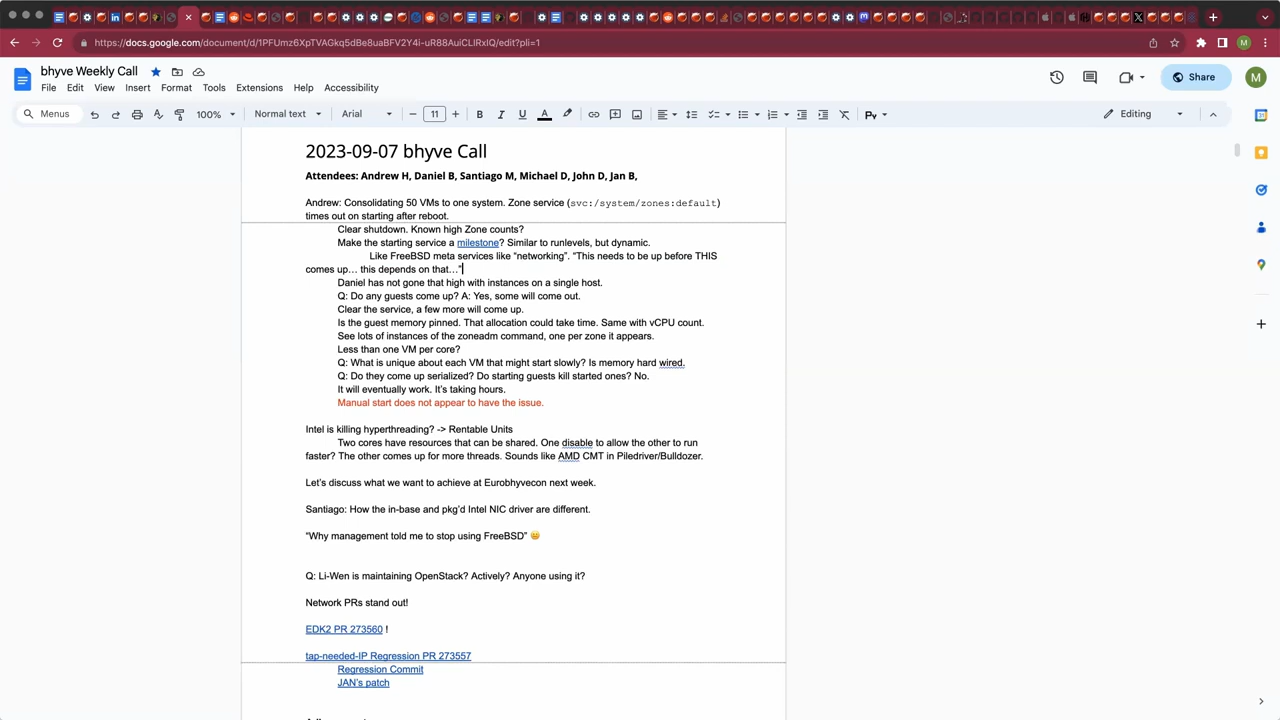 https://docs.google.com/document/d/1PFUmz6XpTVAGkq5dBe8uaBFV2Y4i-uR88AuiCLlRxIQ/edit?pli=1
M
bhyve Weekly Call
Share
M
File Edit View Insert Format Tools Extensions Help Accessibility
Menus 100% Normal text Arial 11 B I U A Editing
2023-09-07 bhyve Call
Attendees: Andrew H, Daniel B, Santiago M, Michael D, John D, Jan B,
Andrew: Consolidating 50 VMs to one system. Zone service (svc:/system/zones:default)
times out on starting after reboot.
Clear shutdown. Known high Zone counts?
Make the starting service a milestone? Similar to runlevels, but dynamic.
Like FreeBSD meta services like “networking”. “This needs to be up before THIS
comes up… this depends on that…”
Daniel has not gone that high with instances on a single host.
Q: Do any guests come up? A: Yes, some will come out.
Clear the service, a few more will come up.
Is the guest memory pinned. That allocation could take time. Same with vCPU count.
See lots of instances of the zoneadm command, one per zone it appears.
Less than one VM per core?
Q: What is unique about each VM that might start slowly? Is memory hard wired.
Q: Do they come up serialized? Do starting guests kill started ones? No.
It will eventually work. It’s taking hours.
Manual start does not appear to have the issue.
Intel is killing hyperthreading? -> Rentable Units
Two cores have resources that can be shared. One disable to allow the other to run
faster? The other comes up for more threads. Sounds like AMD CMT in Piledriver/Bulldozer.
Let’s discuss what we want to achieve at Eurobhyvecon next week.
Santiago: How the in-base and pkg’d Intel NIC driver are different.
“Why management told me to stop using FreeBSD” 😀
Q: Li-Wen is maintaining OpenStack? Actively? Anyone using it?
Network PRs stand out!
EDK2 PR 273560 !
tap-needed-IP Regression PR 273557
Regression Commit
JAN’s patch